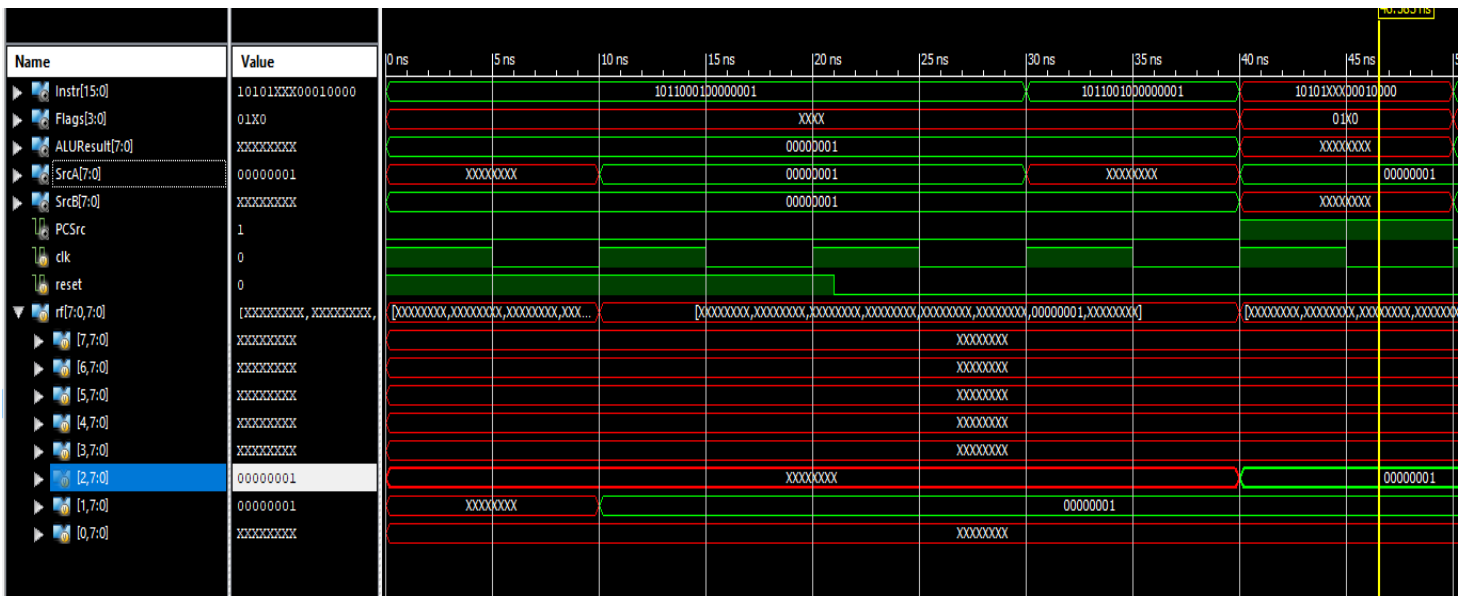 46.585 ns
Name Value 0 ns 5 ns 10 ns 15 ns 20 ns 25 ns 30 ns 35 ns 40 ns 45 ns
Instr[15:0] 10101XXX00010000 1011000100000001 1011001000000001 10101XXX00010000
Flags[3:0] 01X0 XXXX 01X0
ALUResult[7:0] XXXXXXXX 00000001 XXXXXXXX
SrcA[7:0] 00000001 XXXXXXXX 00000001 XXXXXXXX 00000001
SrcB[7:0] XXXXXXXX 00000001 XXXXXXXX
PCSrc 1
clk 0
reset 0
rf[7:0,7:0] [XXXXXXXX, XXXXXXXX, [XXXXXXXX,XXXXXXXX,XXXXXXXX,XXX... [XXXXXXXX,XXXXXXXX,XXXXXXXX,XXXXXXXX,XXXXXXXX,XXXXXXXX,00000001,XXXXXXXX] [XXXXXXXX,XXXXXXXX,XXXXXXXX,XXXXXXX
[7,7:0] XXXXXXXX XXXXXXXX
[6,7:0] XXXXXXXX XXXXXXXX
[5,7:0] XXXXXXXX XXXXXXXX
[4,7:0] XXXXXXXX XXXXXXXX
[3,7:0] XXXXXXXX XXXXXXXX
[2,7:0] 00000001 XXXXXXXX 00000001
[1,7:0] 00000001 XXXXXXXX 00000001
[0,7:0] XXXXXXXX XXXXXXXX